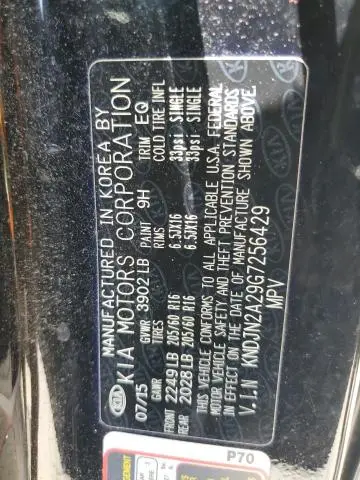 MANUFACTURED IN KOREA BY
KIA MOTORS CORPORATION
07/15 GVWR 3902 LB PAINT 9H TRIM EQ
GAWR RIMS COLD TIRE INFL
FRONT 2249 LB 205/60 R16 6.5JX16 33psi SINGLE
REAR 2028 LB 205/60 R16 6.5JX16 33psi SINGLE
THIS VEHICLE CONFORMS TO ALL APPLICABLE U.S.A. FEDERAL
MOTOR VEHICLE SAFETY AND THEFT PREVENTION STANDARDS
IN EFFECT ON THE DATE OF MANUFACTURE SHOWN ABOVE.
V.I.N KNDJN2A29G7256429
MPV
KIA
P70